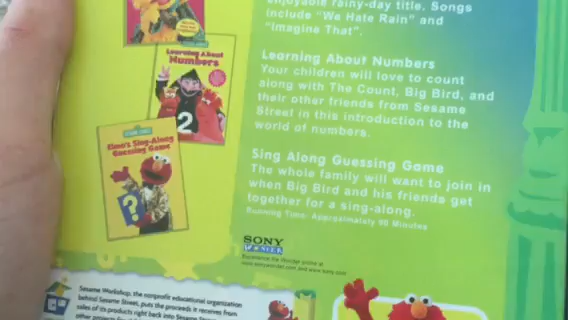 enjoyable rainy-day title. Songs
include "We Hate Rain" and
"Imagine That".
Learning About Numbers
Your children will love to count
along with The Count, Big Bird, and
their other friends from Sesame
Street in this introduction to the
world of numbers.
Sing Along Guessing Game
The whole family will want to join in
when Big Bird and his friends get
together for a sing-along.
Running Time: Approximately 90 Minutes
Learning About
Numbers
2
SESAME STREET
Elmo's Sing-Along
Guessing Game
?
SONY
WONDER
Sesame Workshop, the nonprofit educational organization
behind Sesame Street, puts the proceeds it receives from
sales of its products right back into Sesame